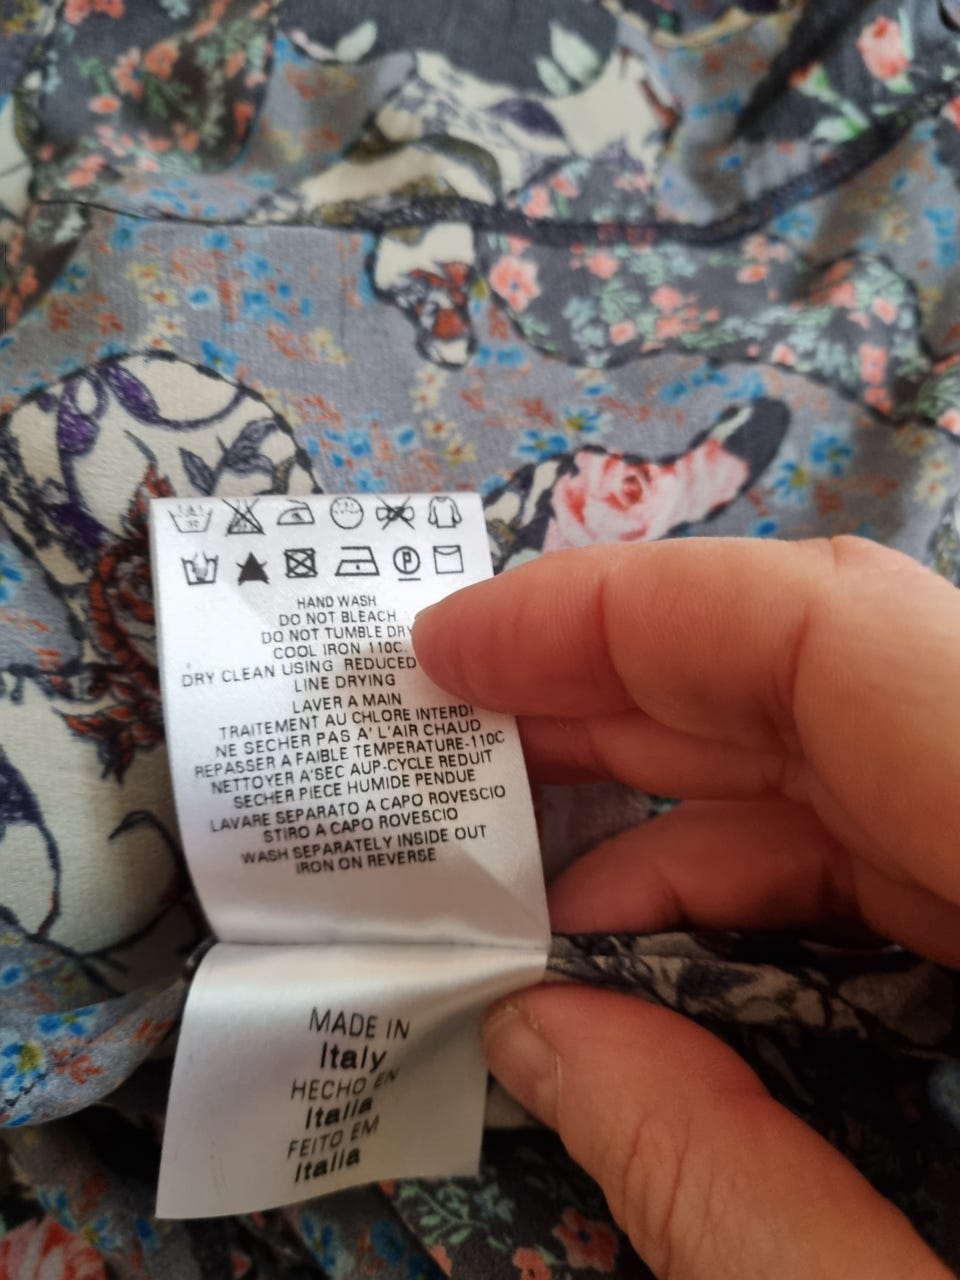 HAND WASH
DO NOT BLEACH
DO NOT TUMBLE DRY
COOL IRON 110C
DRY CLEAN USING REDUCED
LINE DRYING
LAVER A MAIN
TRAITEMENT AU CHLORE INTERDI
NE SECHER PAS A' L'AIR CHAUD
REPASSER A FAIBLE TEMPERATURE-110C
NETTOYER A'SEC AUP-CYCLE REDUIT
SECHER PIECE HUMIDE PENDUE
LAVARE SEPARATO A CAPO ROVESCIO
STIRO A CAPO ROVESCIO
WASH SEPARATELY INSIDE OUT
IRON ON REVERSE
MADE IN
Italy
HECHO EN
Italia
FEITO EM
Italia